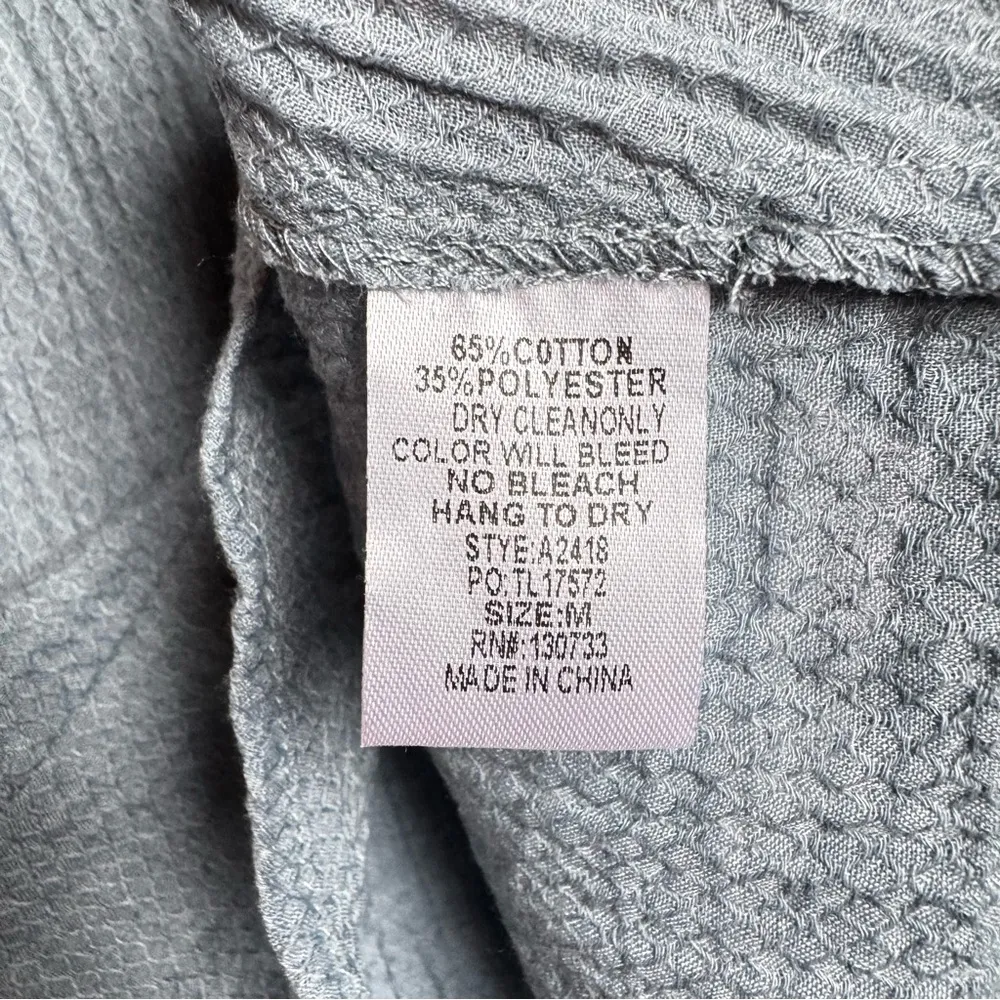 65%COTTON
35%POLYESTER
DRY CLEANONLY
COLOR WILL BLEED
NO BLEACH
HANG TO DRY
STYE:A2418
PO:TL17572
SIZE:M
RN#:130733
MADE IN CHINA